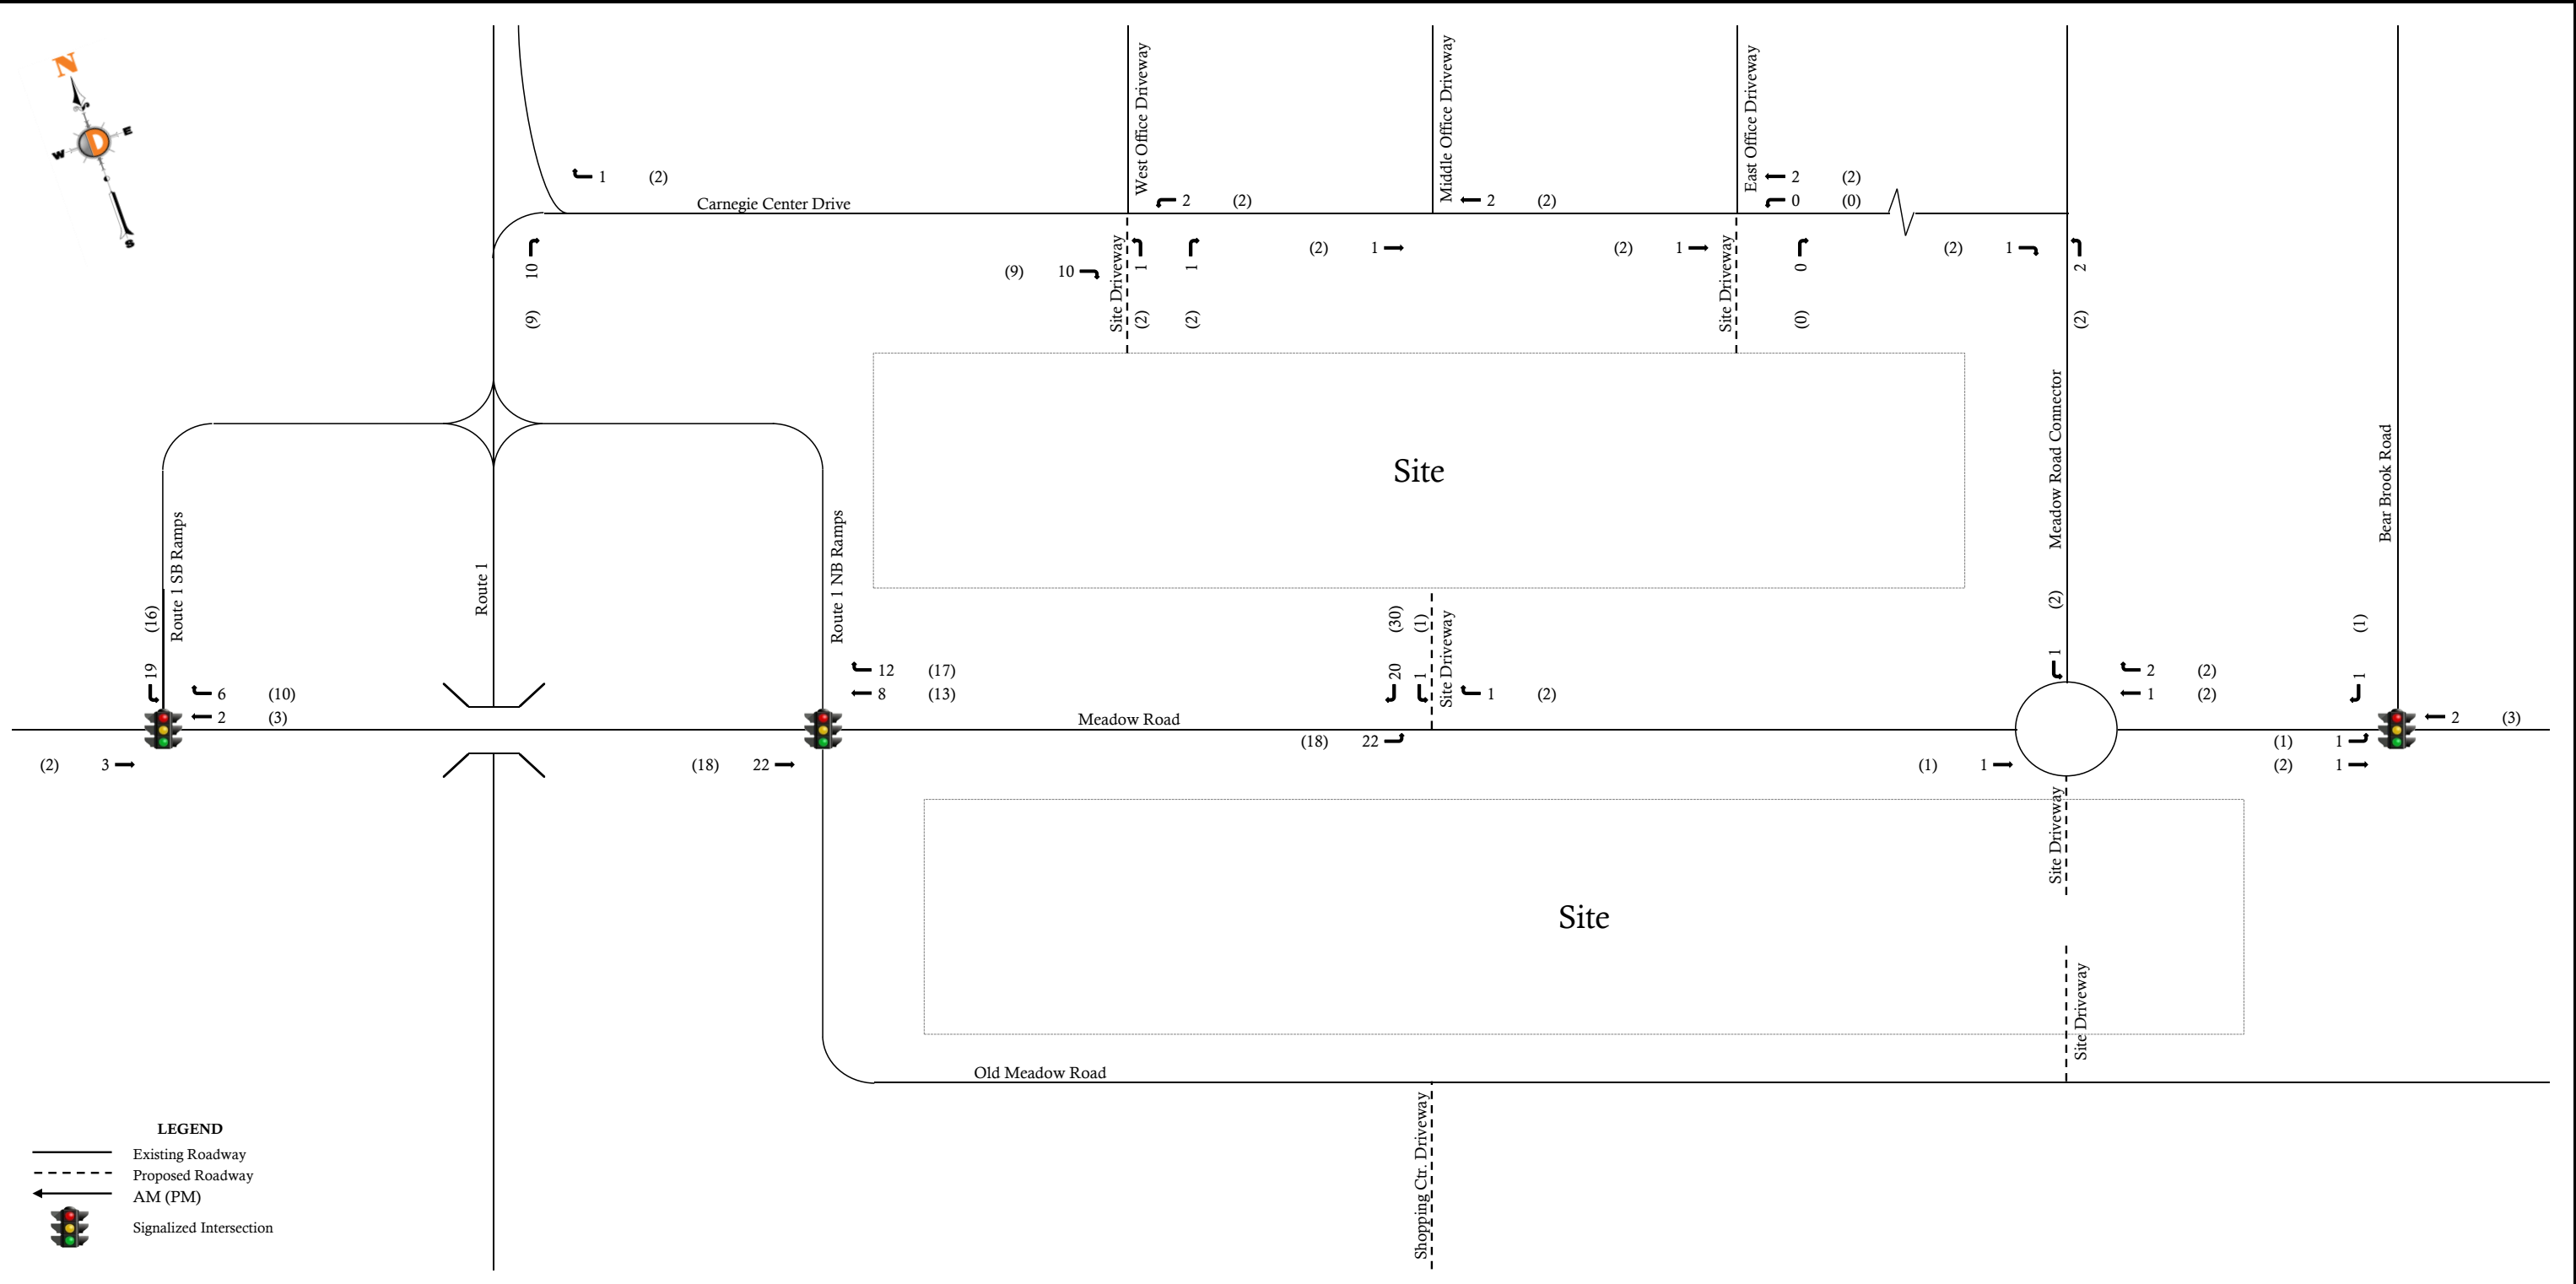 N
E
D
W
S
West Office Driveway
Middle Office Driveway
East Office Driveway
1 (2)
Carnegie Center Drive
2 (2)
2 (2)
2 (2)
0 (0)
10
(9)
(9) 10
Site Driveway
1
(2)
1
(2)
(2) 1
(2) 1
Site Driveway
0
(0)
(2) 1
2
(2)
Site
Meadow Road Connector
Bear Brook Road
Route 1 SB Ramps
Route 1
Route 1 NB Ramps
(16)
19
6 (10)
2 (3)
(2) 3
12 (17)
8 (13)
(18) 22
Meadow Road
(30)
20
(1)
1
Site Driveway
1 (2)
(18) 22
(2)
1
2 (2)
1 (2)
(1) 1
(1)
1
2 (3)
(1) 1
(2) 1
Site Driveway
Site
Site Driveway
Old Meadow Road
Shopping Ctr. Driveway
LEGEND
Existing Roadway
Proposed Roadway
AM (PM)
Signalized Intersection